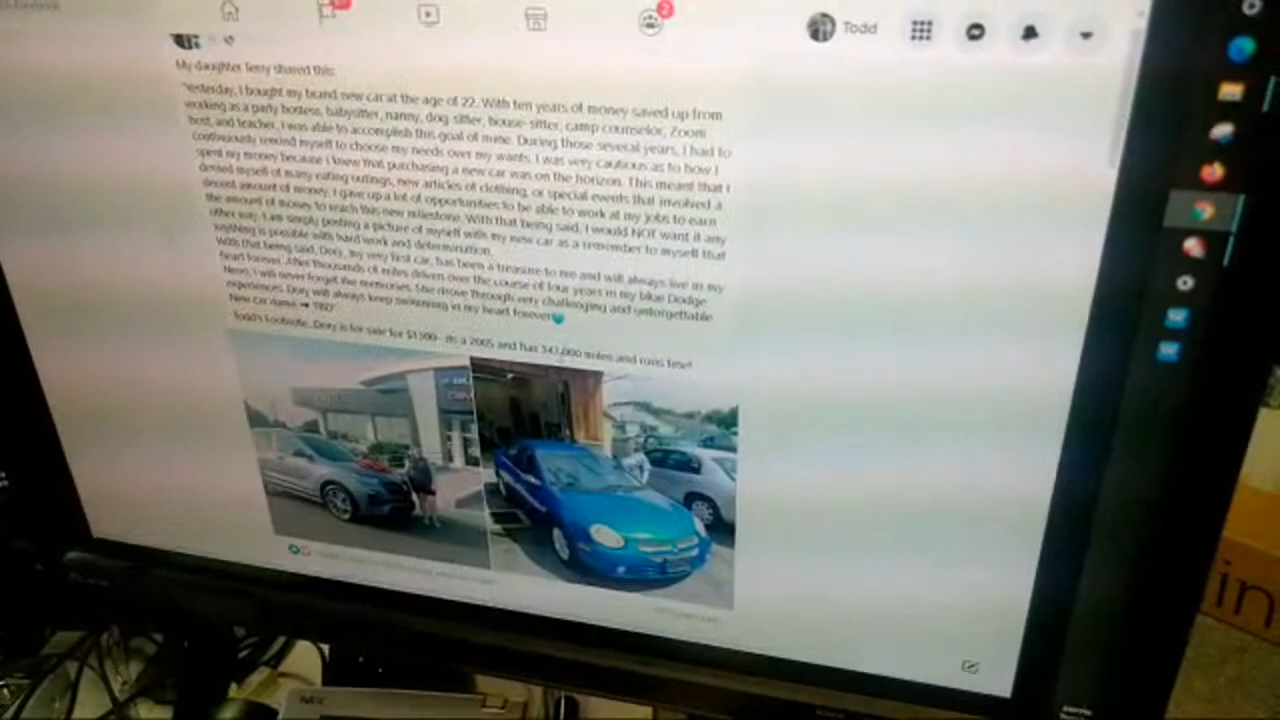 Todd
2
My daughter Terry shared this:
"Yesterday, I bought my brand new car at the age of 22. With ten years of money saved up from
working as a party hostess, babysitter, nanny, dog-sitter, house-sitter, camp counselor, Zoom
host, and teacher, I was able to accomplish this goal of mine. During those several years, I had to
continuously remind myself to choose my needs over my wants. I was very cautious as to how I
spent my money because I knew that purchasing a new car was on the horizon. This meant that I
denied myself of many eating outings, new articles of clothing, or special events that involved a
decent amount of money. I gave up a lot of opportunities to be able to work at my jobs to earn
the amount of money to reach this new milestone. With that being said, I would NOT want it any
other way. I am simply posting a picture of myself with my new car as a remember to myself that
anything is possible with hard work and determination.
With that being said, Dory, my very first car, has been a treasure to me and will always live in my
heart forever. After thousands of miles driven over the course of four years in my blue Dodge
Neon, I will never forget the memories. She drove through very challenging and unforgettable
experiences. Dory will always keep swimming in my heart forever💙
New car name ➡ TBD"
Todd's Footnote.. Dory is for sale for $1500-- its a 2005 and has 147,000 miles and runs fine!
NEC
in